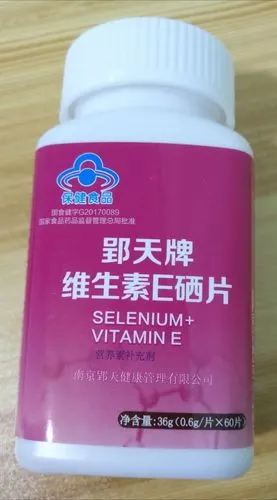 保健食品
国食健字G20170089
国家食品药品监督管理总局批准
郢天牌
维生素E硒片
SELENIUM+
VITAMIN E
营养素补充剂
南京郢天健康管理有限公司
净含量:36g(0.6g/片×60片)